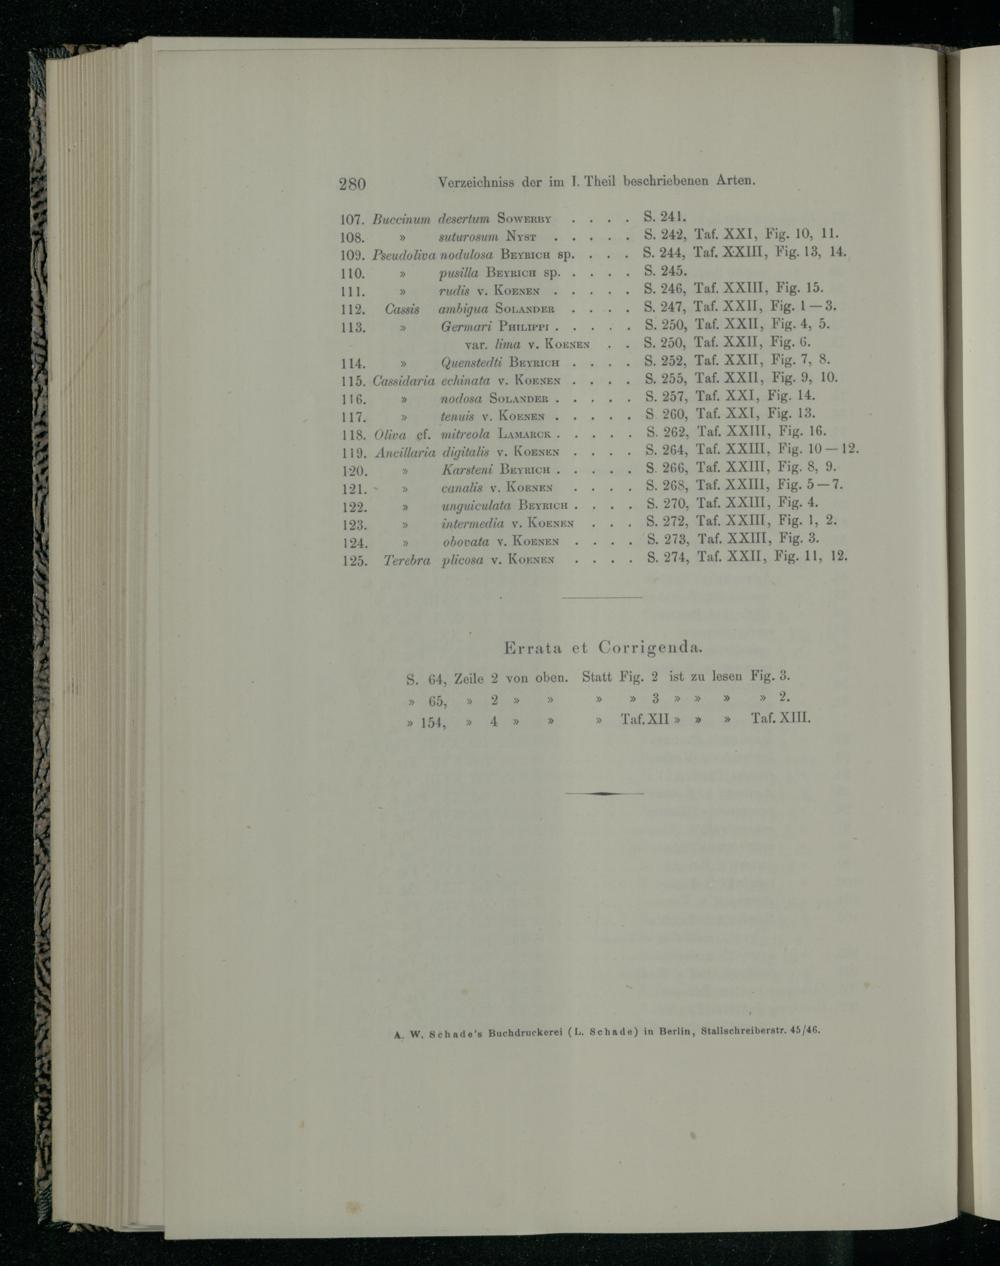 280 Verzeichniss der im I. Theil beschriebenen Arten.
107. Buccinum desertum Sowerby . . . . S. 241.
108. » suturosum Nyst . . . . . S. 242, Taf. XXI, Fig. 10, 11.
109. Pseudoliva nodulosa Beyrich sp. . . . S. 244, Taf. XXIII, Fig. 13, 14.
110. » pusilla Beyrich sp. . . . . S. 245.
111. » rudis v. Koenen . . . . . S. 246, Taf. XXIII, Fig. 15.
112. Cassis ambigua Solander . . . . S. 247, Taf. XXII, Fig. 1—3.
113. » Germari Philippi . . . . . S. 250, Taf. XXII, Fig. 4, 5.
var. lima v. Koenen . . S. 250, Taf. XXII, Fig. 6.
114. » Quenstedti Beyrich . . . . S. 252, Taf. XXII, Fig. 7, 8.
115. Cassidaria echinata v. Koenen . . . . S. 255, Taf. XXII, Fig. 9, 10.
116. » nodosa Solander . . . . . S. 257, Taf. XXI, Fig. 14.
117. » tenuis v. Koenen . . . . . S 260, Taf. XXI, Fig. 13.
118. Oliva cf. mitreola Lamarck . . . . . S. 262, Taf. XXIII, Fig. 16.
119. Ancillaria digitalis v. Koenen . . . . S. 264, Taf. XXIII, Fig. 10—12.
120. » Karsteni Beyrich . . . . . S. 266, Taf. XXIII, Fig. 8, 9.
121. » canalis v. Koenen . . . . S. 268, Taf. XXIII, Fig. 5—7.
122. » unguiculata Beyrich . . . . S. 270, Taf. XXIII, Fig. 4.
123. » intermedia v. Koenen . . . S. 272, Taf. XXIII, Fig. 1, 2.
124. » obovata v. Koenen . . . . S. 273, Taf. XXIII, Fig. 3.
125. Terebra plicosa v. Koenen . . . . S. 274, Taf. XXII, Fig. 11, 12.
Errata et Corrigenda.
S. 64, Zeile 2 von oben. Statt Fig. 2 ist zu lesen Fig. 3.
» 65, » 2 » » » » 3 » » » » 2.
» 154, » 4 » » » Taf. XII » » » Taf. XIII.
A. W. Schade's Buchdruckerei (L. Schade) in Berlin, Stallschreiberstr. 45/46.